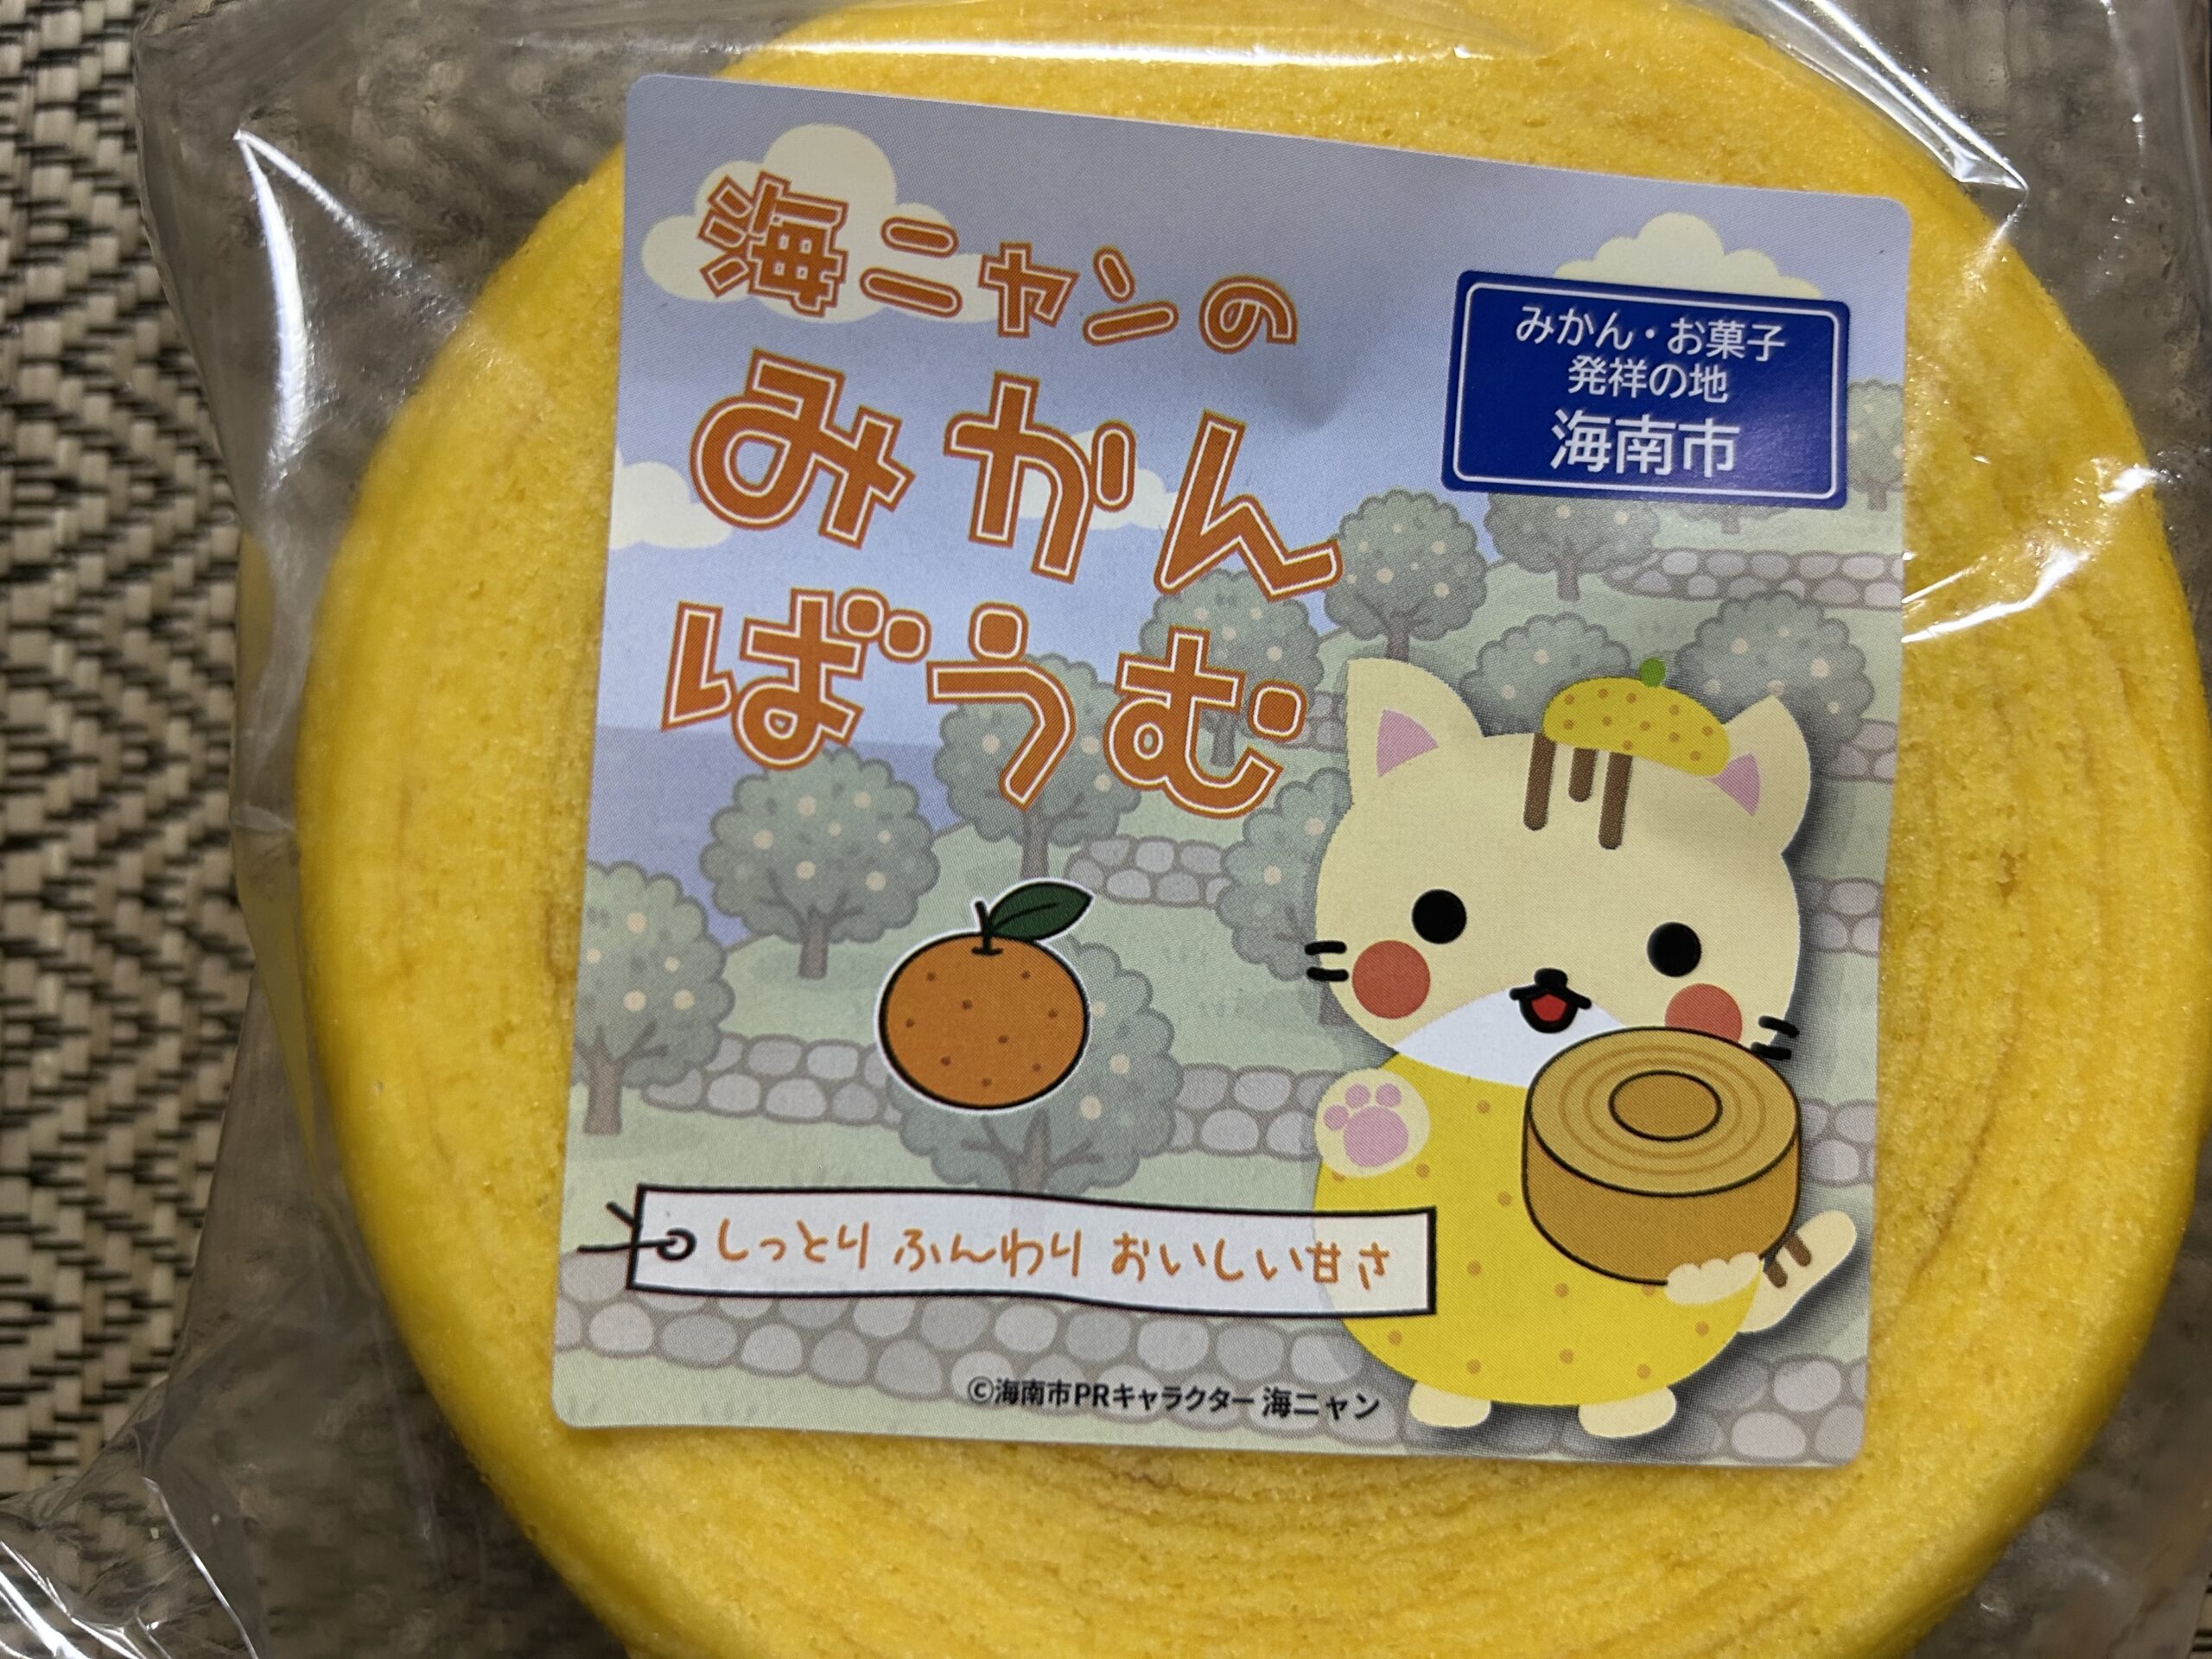 海ニャンの
みかん
ばうむ
みかん・お菓子
発祥の地
海南市
しっとり ふんわり おいしい甘さ
©海南市PRキャラクター 海ニャン